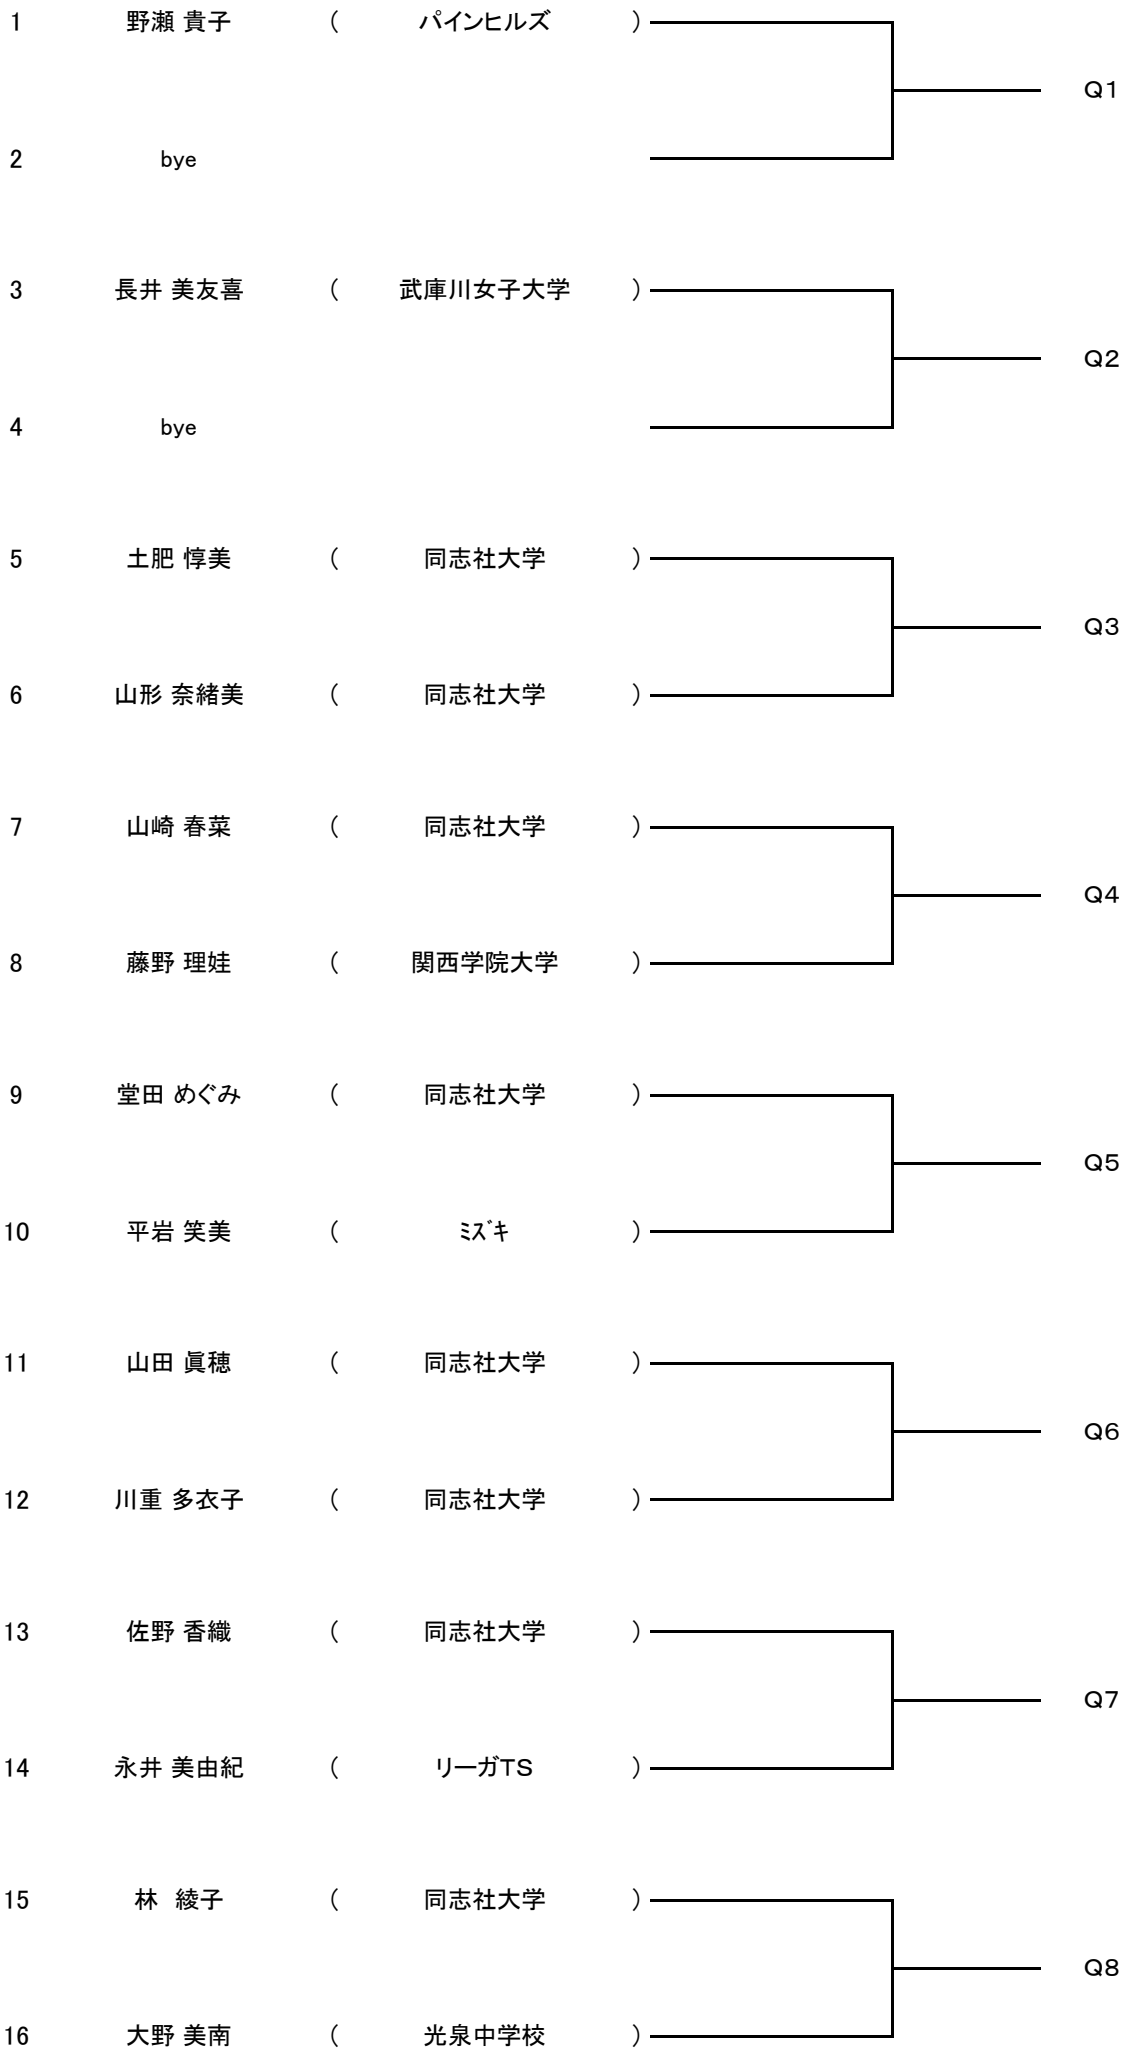 1 野瀬 貴子 ( パインヒルズ )
Q1
2 bye
3 長井 美友喜 ( 武庫川女子大学 )
Q2
4 bye
5 土肥 惇美 ( 同志社大学 )
Q3
6 山形 奈緒美 ( 同志社大学 )
7 山崎 春菜 ( 同志社大学 )
Q4
8 藤野 理娃 ( 関西学院大学 )
9 堂田 めぐみ ( 同志社大学 )
Q5
10 平岩 笑美 ( ﾐズｷ )
11 山田 眞穂 ( 同志社大学 )
Q6
12 川重 多衣子 ( 同志社大学 )
13 佐野 香織 ( 同志社大学 )
Q7
14 永井 美由紀 ( リーガTS )
15 林 綾子 ( 同志社大学 )
Q8
16 大野 美南 ( 光泉中学校 )